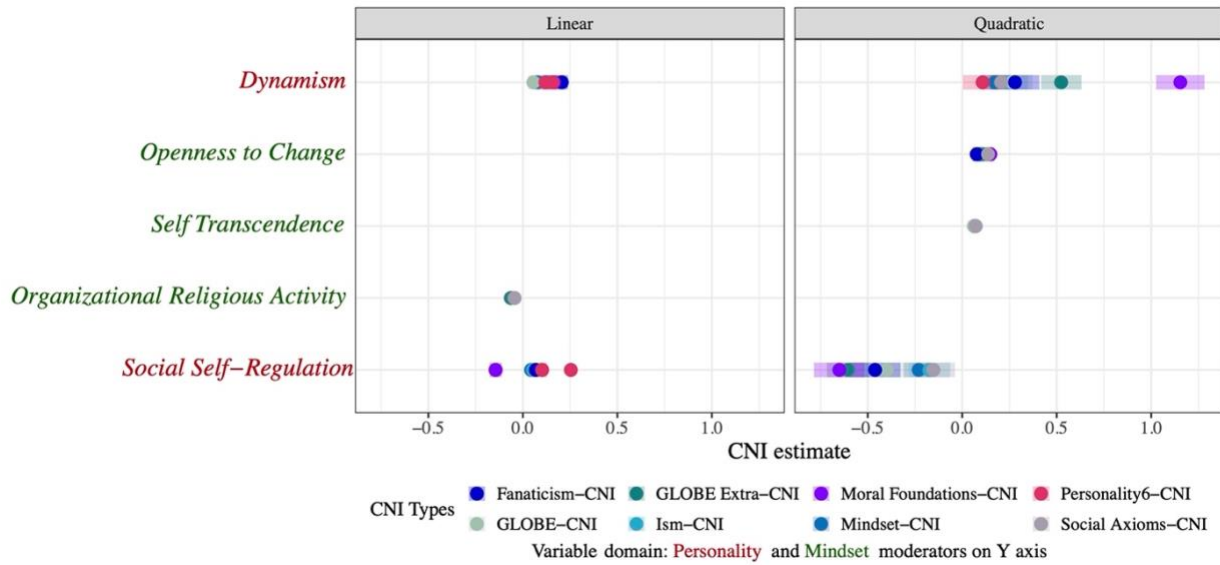 Linear Quadratic
Dynamism
Openness to Change
Self Transcendence
Organizational Religious Activity
Social Self−Regulation
−0.5 0.0 0.5 1.0 −0.5 0.0 0.5 1.0
CNI estimate
CNI Types Fanaticism−CNI GLOBE Extra−CNI Moral Foundations−CNI Personality6−CNI
GLOBE−CNI Ism−CNI Mindset−CNI Social Axioms−CNI
Variable domain: Personality and Mindset moderators on Y axis